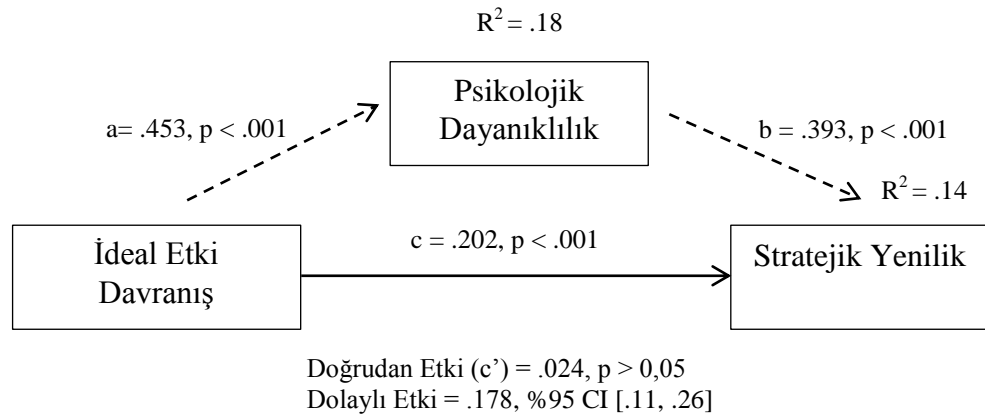 R² = .18
Psikolojik
Dayanıklılık
a= .453, p < .001
b = .393, p < .001
R² = .14
İdeal Etki
Davranış
c = .202, p < .001
Stratejik Yenilik
Doğrudan Etki (c’) = .024, p > 0,05
Dolaylı Etki = .178, %95 CI [.11, .26]